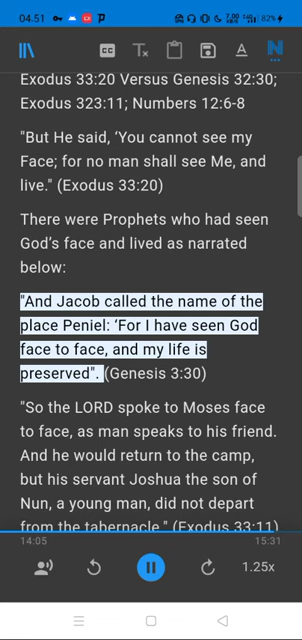 04.51
7,00
KB/S
82%
CC
Tx
A
N
Exodus 33:20 Versus Genesis 32:30;
Exodus 323:11; Numbers 12:6-8
"But He said, ‘You cannot see my
Face; for no man shall see Me, and
live." (Exodus 33:20)
There were Prophets who had seen
God’s face and lived as narrated
below:
"And Jacob called the name of the
place Peniel: ‘For I have seen God
face to face, and my life is
preserved". (Genesis 3:30)
"So the LORD spoke to Moses face
to face, as man speaks to his friend.
And he would return to the camp,
but his servant Joshua the son of
Nun, a young man, did not depart
from the tabernacle." (Exodus 33:11)
14:05
15:31
1.25x